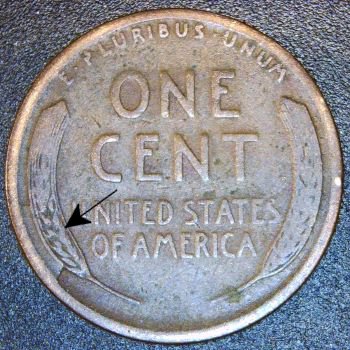 E · PLURIBUS · UNUM
ONE
CENT
UNITED STATES
OF AMERICA